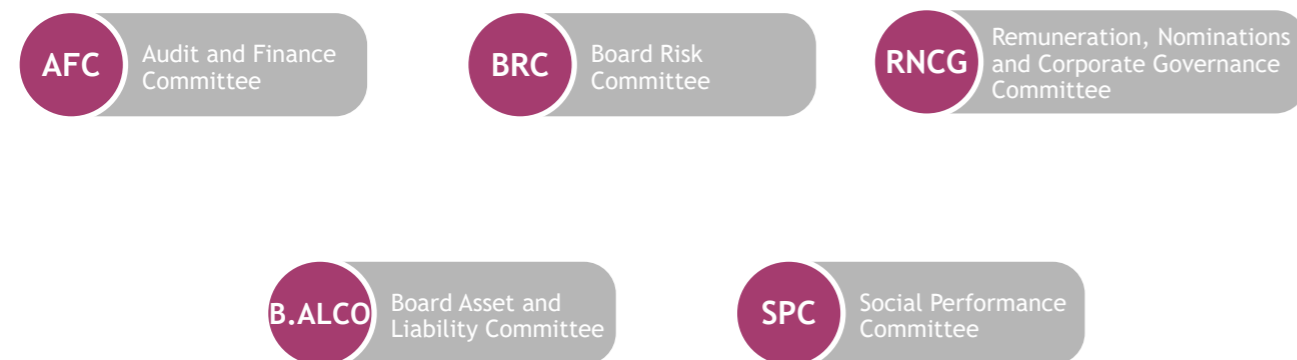 AFC
Audit and Finance
Committee
BRC
Board Risk
Committee
RNCG
Remuneration, Nominations
and Corporate Governance
Committee
B.ALCO
Board Asset and
Liability Committee
SPC
Social Performance
Committee